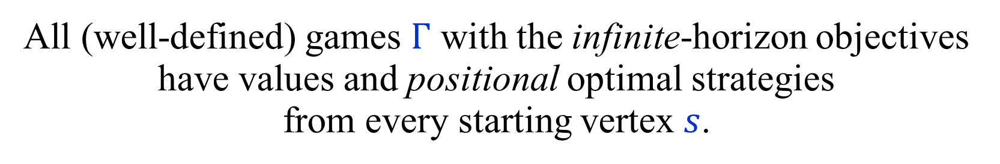 All (well-defined) games Γ with the infinite-horizon objectives
have values and positional optimal strategies
from every starting vertex s.